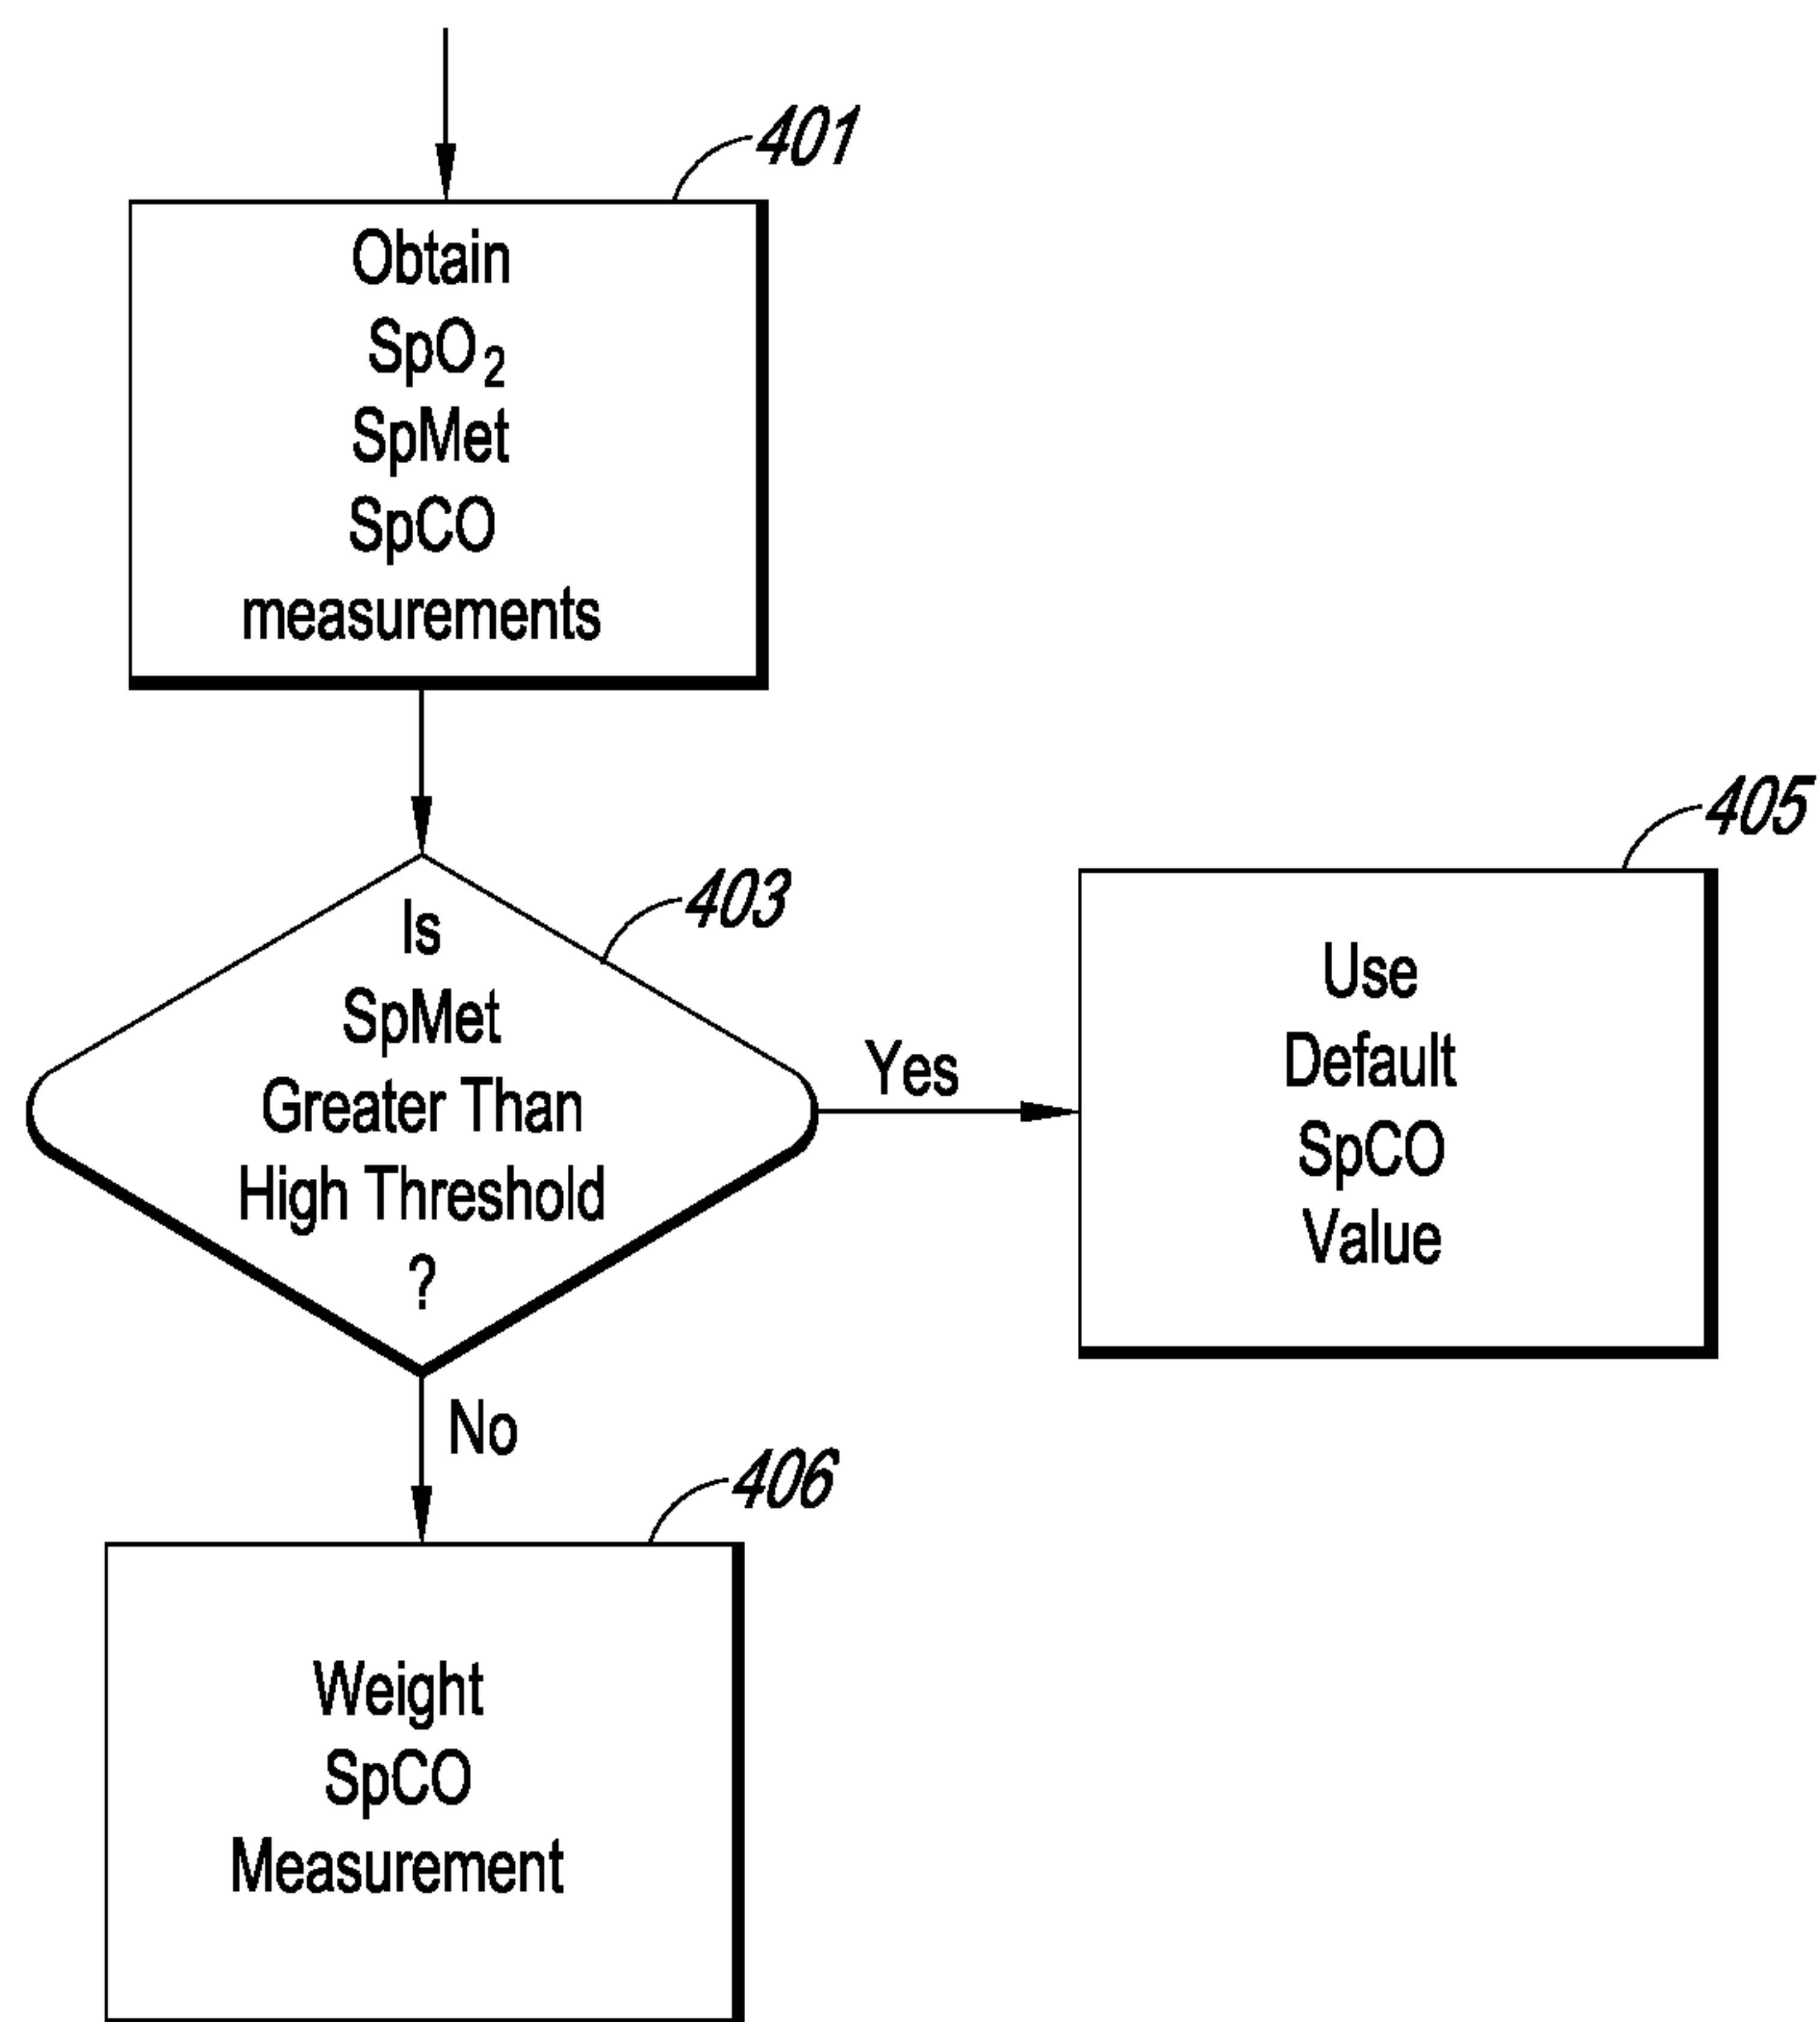 401
Obtain
SpO₂
SpMet
SpCO
measurements
403
Is
SpMet
Greater Than
High Threshold
?
Yes
405
Use
Default
SpCO
Value
No
406
Weight
SpCO
Measurement